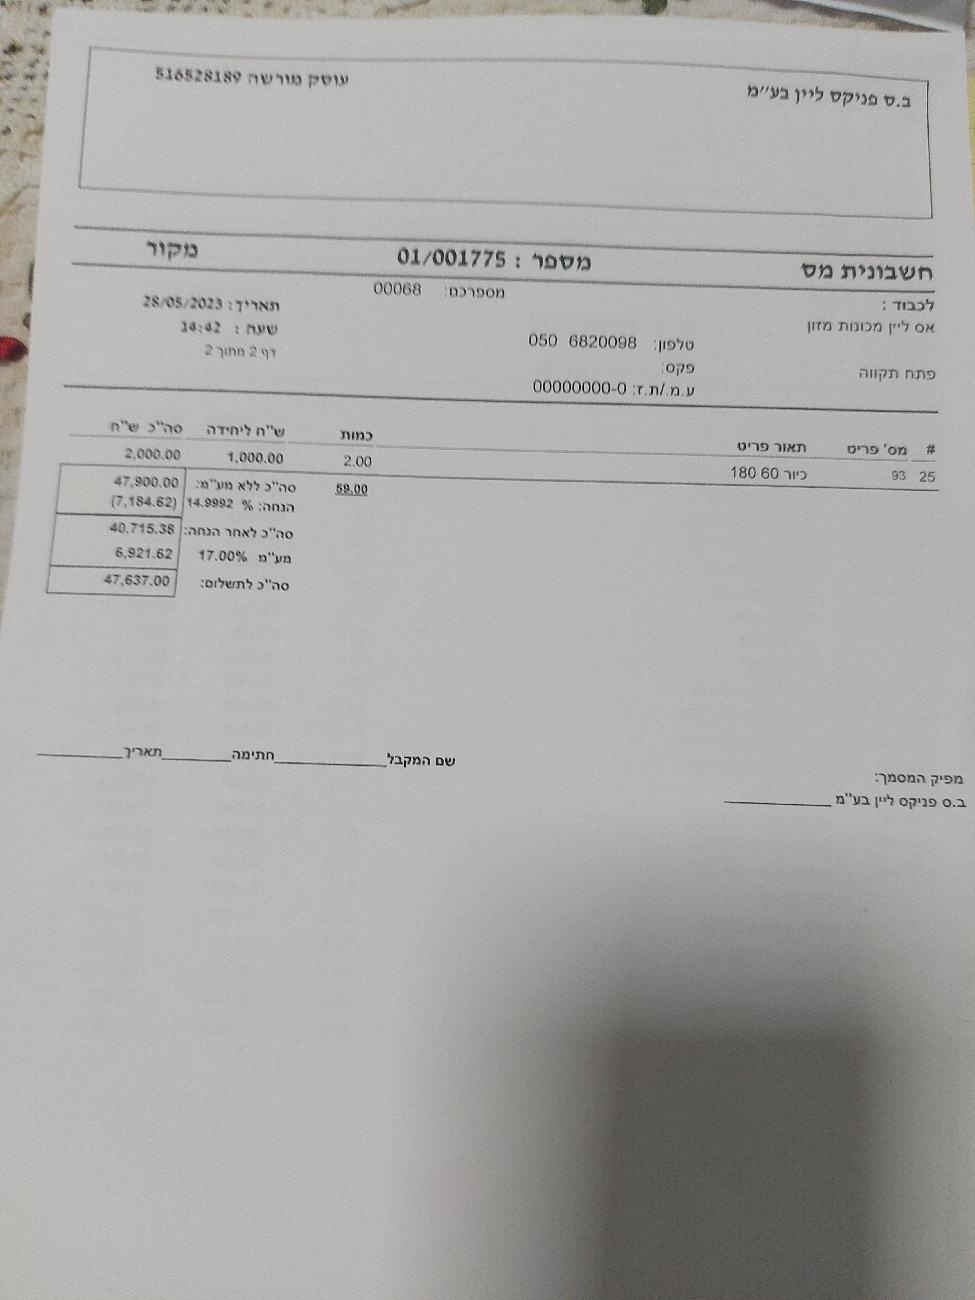 ב.ס פניקס ליין בע"מ עוסק מורשה 516528189
חשבונית מס מספר : 01/001775 מקור
לכבוד : מספרכם: 00068 תאריך: 28/05/2023
אס ליין מכונות מזון שעה : 14:42
טלפון: 050 6820098 דף 2 מתוך 2
פתח תקווה פקס:
ע.מ./ת.ז: 00000000-0
# מס' פריט תאור פריט כמות ש"ח ליחידה סה"כ ש"ח
25 93 כיור 60 180 2.00 1,000.00 2,000.00
59.00 סה"כ ללא מע"מ: 47,900.00
הנחה: % 14.9992 (7,184.62)
סה"כ לאחר הנחה: 40,715.38
מע"מ 17.00% 6,921.62
סה"כ לתשלום: 47,637.00
שם המקבל____________חתימה________תאריך__________
מפיק המסמך:
ב.ס פניקס ליין בע"מ ____________